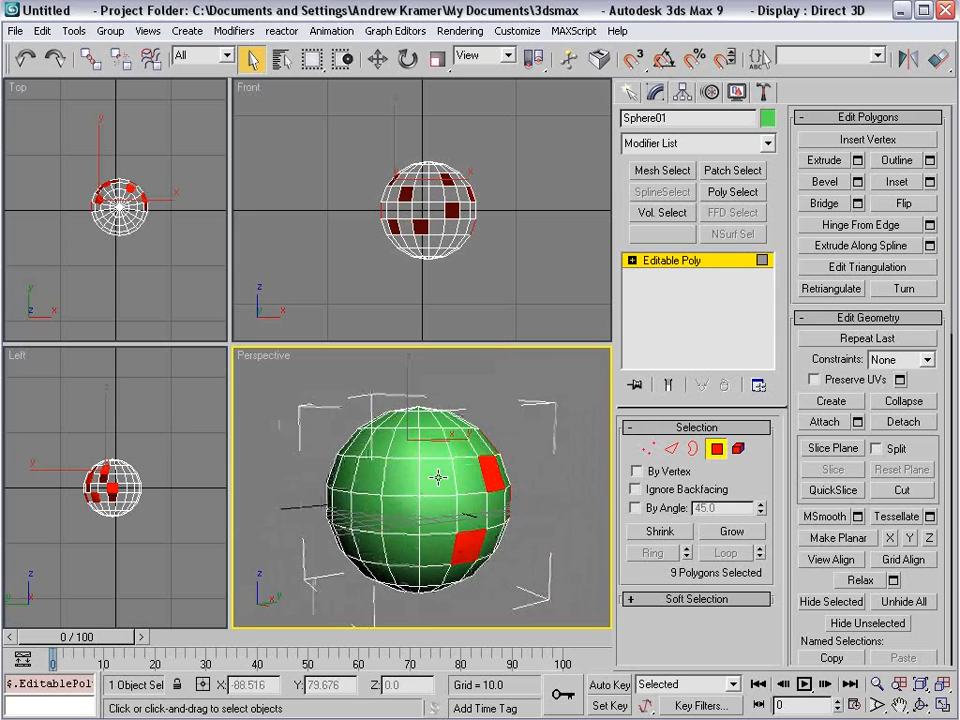 Untitled - Project Folder: C:\Documents and Settings\Andrew Kramer\My Documents\3dsmax - Autodesk 3ds Max 9 - Display : Direct 3D
File Edit Tools Group Views Create Modifiers reactor Animation Graph Editors Rendering Customize MAXScript Help
All View
Top
Front
Left
Perspective
Sphere01
Modifier List
Mesh Select Patch Select
SplineSelect Poly Select
Vol. Select FFD Select
NSurf Sel
Editable Poly
Selection
By Vertex
Ignore Backfacing
By Angle: 45.0
Shrink Grow
Ring Loop
9 Polygons Selected
Soft Selection
Edit Polygons
Insert Vertex
Extrude Outline
Bevel Inset
Bridge Flip
Hinge From Edge
Extrude Along Spline
Edit Triangulation
Retriangulate Turn
Edit Geometry
Repeat Last
Constraints: None
Preserve UVs
Create Collapse
Attach Detach
Slice Plane Split
Slice Reset Plane
QuickSlice Cut
MSmooth Tessellate
Make Planar X Y Z
View Align Grid Align
Relax
Hide Selected Unhide All
Hide Unselected
Named Selections:
Copy Paste
0 / 100
0 10 20 30 40 50 60 70 80 90 100
$.EditablePol
1 Object Sel X: -88.516 Y: 79.676 Z: 0.0 Grid = 10.0
Click or click-and-drag to select objects Add Time Tag
Auto Key Selected
Set Key Key Filters... 0